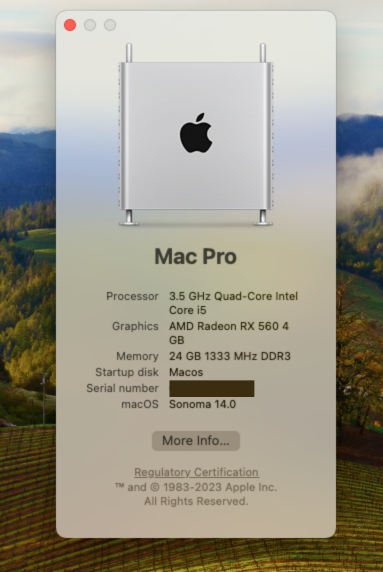 Mac Pro
Processor 3.5 GHz Quad-Core Intel
Core i5
Graphics AMD Radeon RX 560 4
GB
Memory 24 GB 1333 MHz DDR3
Startup disk Macos
Serial number
macOS Sonoma 14.0
More Info...
Regulatory Certification
™ and © 1983-2023 Apple Inc.
All Rights Reserved.